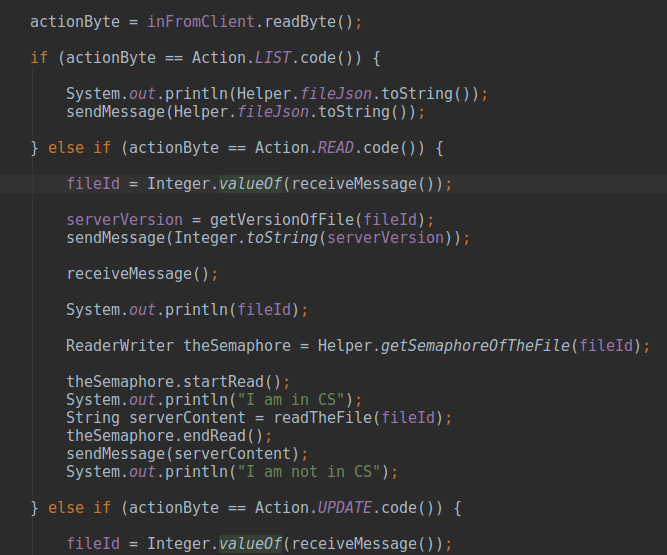 actionByte = inFromClient.readByte();
if (actionByte == Action.LIST.code()) {
System.out.println(Helper.fileJson.toString());
sendMessage(Helper.fileJson.toString());
} else if (actionByte == Action.READ.code()) {
fileId = Integer.valueOf(receiveMessage());
serverVersion = getVersionOfFile(fileId);
sendMessage(Integer.toString(serverVersion));
receiveMessage();
System.out.println(fileId);
ReaderWriter theSemaphore = Helper.getSemaphoreOfTheFile(fileId);
theSemaphore.startRead();
System.out.println("I am in CS");
String serverContent = readTheFile(fileId);
theSemaphore.endRead();
sendMessage(serverContent);
System.out.println("I am not in CS");
} else if (actionByte == Action.UPDATE.code()) {
fileId = Integer.valueOf(receiveMessage());